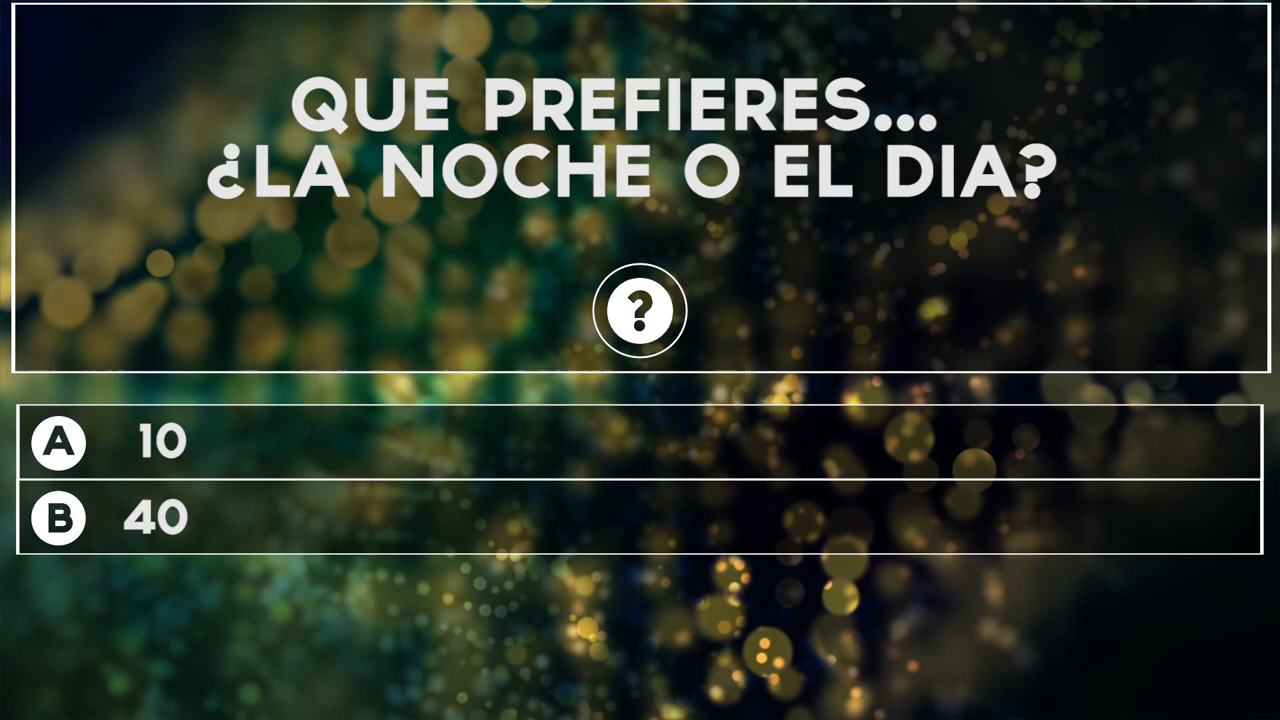 QUE PREFIERES...
¿LA NOCHE O EL DIA?
?
A 10
B 40